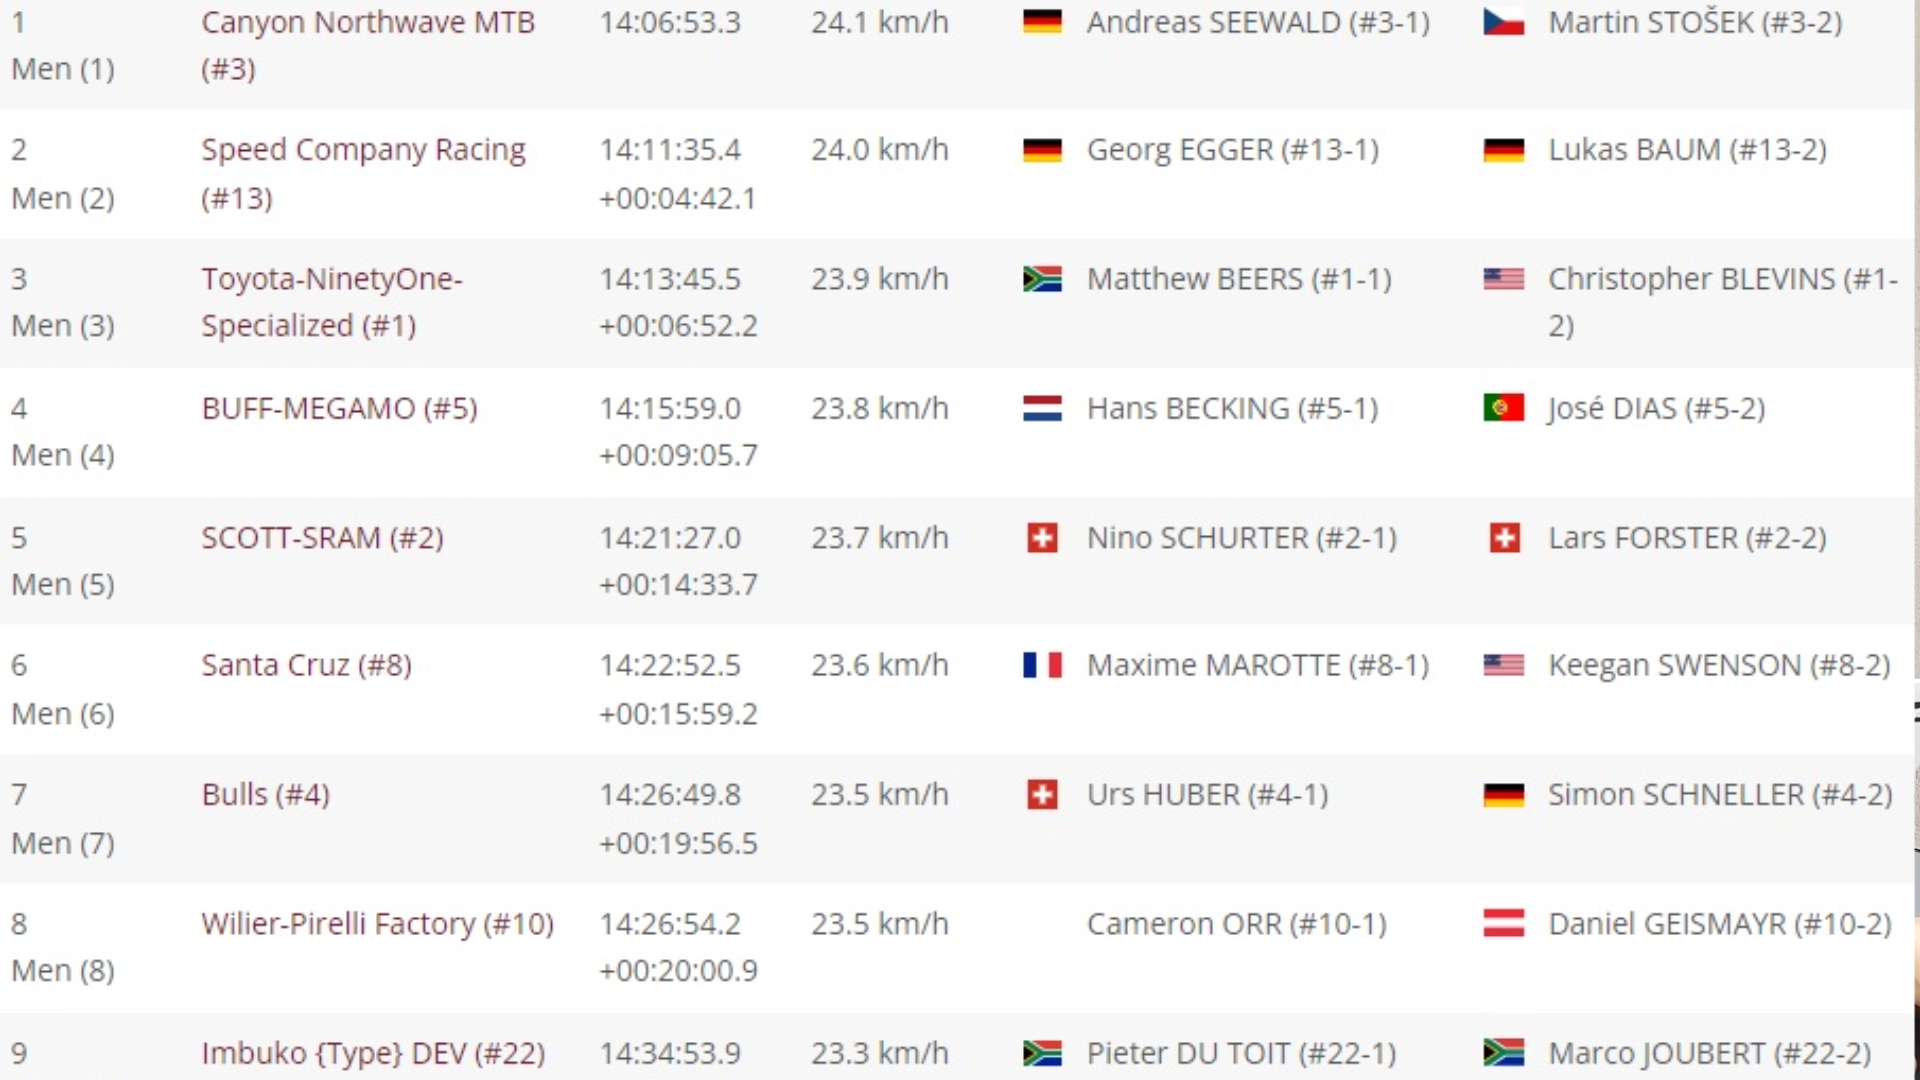 1 Canyon Northwave MTB 14:06:53.3 24.1 km/h Andreas SEEWALD (#3-1) Martin STOŠEK (#3-2)
Men (1) (#3)
2 Speed Company Racing 14:11:35.4 24.0 km/h Georg EGGER (#13-1) Lukas BAUM (#13-2)
Men (2) (#13) +00:04:42.1
3 Toyota-NinetyOne- 14:13:45.5 23.9 km/h Matthew BEERS (#1-1) Christopher BLEVINS (#1-
Men (3) Specialized (#1) +00:06:52.2 2)
4 BUFF-MEGAMO (#5) 14:15:59.0 23.8 km/h Hans BECKING (#5-1) José DIAS (#5-2)
Men (4) +00:09:05.7
5 SCOTT-SRAM (#2) 14:21:27.0 23.7 km/h Nino SCHURTER (#2-1) Lars FORSTER (#2-2)
Men (5) +00:14:33.7
6 Santa Cruz (#8) 14:22:52.5 23.6 km/h Maxime MAROTTE (#8-1) Keegan SWENSON (#8-2)
Men (6) +00:15:59.2
7 Bulls (#4) 14:26:49.8 23.5 km/h Urs HUBER (#4-1) Simon SCHNELLER (#4-2)
Men (7) +00:19:56.5
8 Wilier-Pirelli Factory (#10) 14:26:54.2 23.5 km/h Cameron ORR (#10-1) Daniel GEISMAYR (#10-2)
Men (8) +00:20:00.9
9 Imbuko {Type} DEV (#22) 14:34:53.9 23.3 km/h Pieter DU TOIT (#22-1) Marco JOUBERT (#22-2)